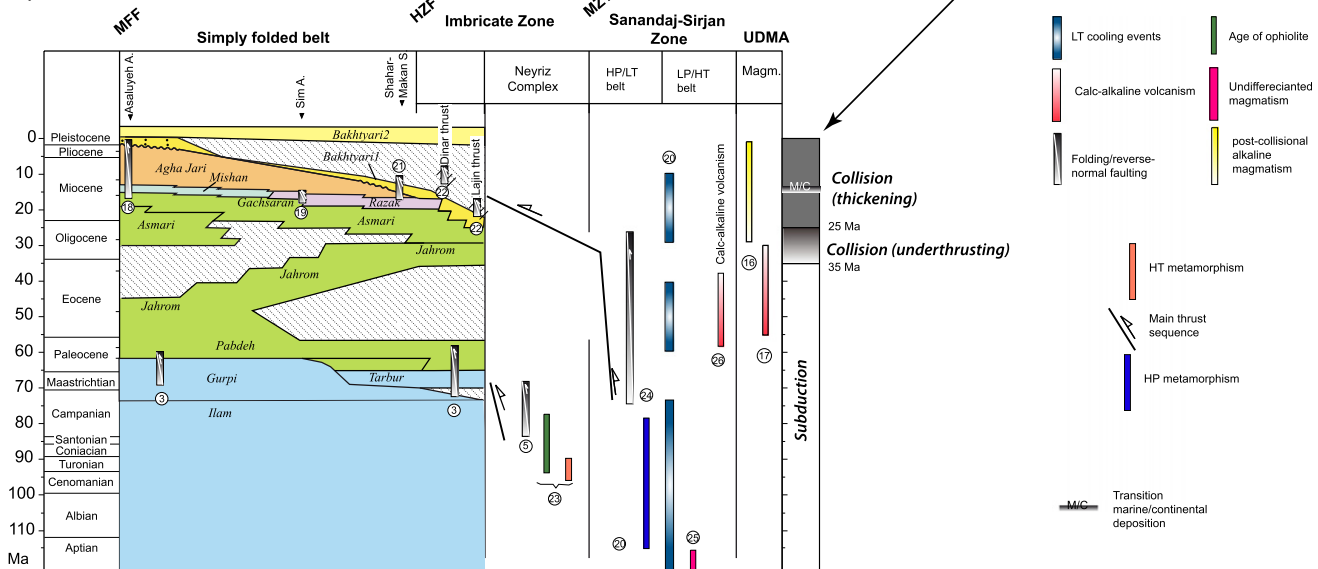 MFF
HZF
Imbricate Zone
Sanandaj-Sirjan
Zone
UDMA
Simply folded belt
Asaluyeh A.
Sim A.
Shahar-
Makan S
Neyriz
Complex
HP/LT
belt
LP/HT
belt
Magm.
Dinar thrust
Lajin thrust
0
10
20
30
40
50
60
70
80
90
100
110
Ma
Pleistocene
Pliocene
Miocene
Oligocene
Eocene
Paleocene
Maastrichtian
Campanian
Santonian
Coniacian
Turonian
Cenomanian
Albian
Aptian
Bakhtyari2
Bakhtyari1
Agha Jari
Mishan
Gachsaran
Razak
Asmari
Asmari
Jahrom
Jahrom
Jahrom
Pabdeh
Gurpi
Tarbur
Ilam
18
19
21
22
22
3
3
5
23
20
24
20
25
Calc-alkaline volcanism
26
16
17
M/C
Collision
(thickening)
25 Ma
Collision (underthrusting)
35 Ma
Subduction
LT cooling events
Age of ophiolite
Calc-alkaline volcanism
Undifferecianted
magmatism
Folding/reverse-
normal faulting
post-collisional
alkaline
magmatism
HT metamorphism
Main thrust
sequence
HP metamorphism
M/C
Transition
marine/continental
deposition